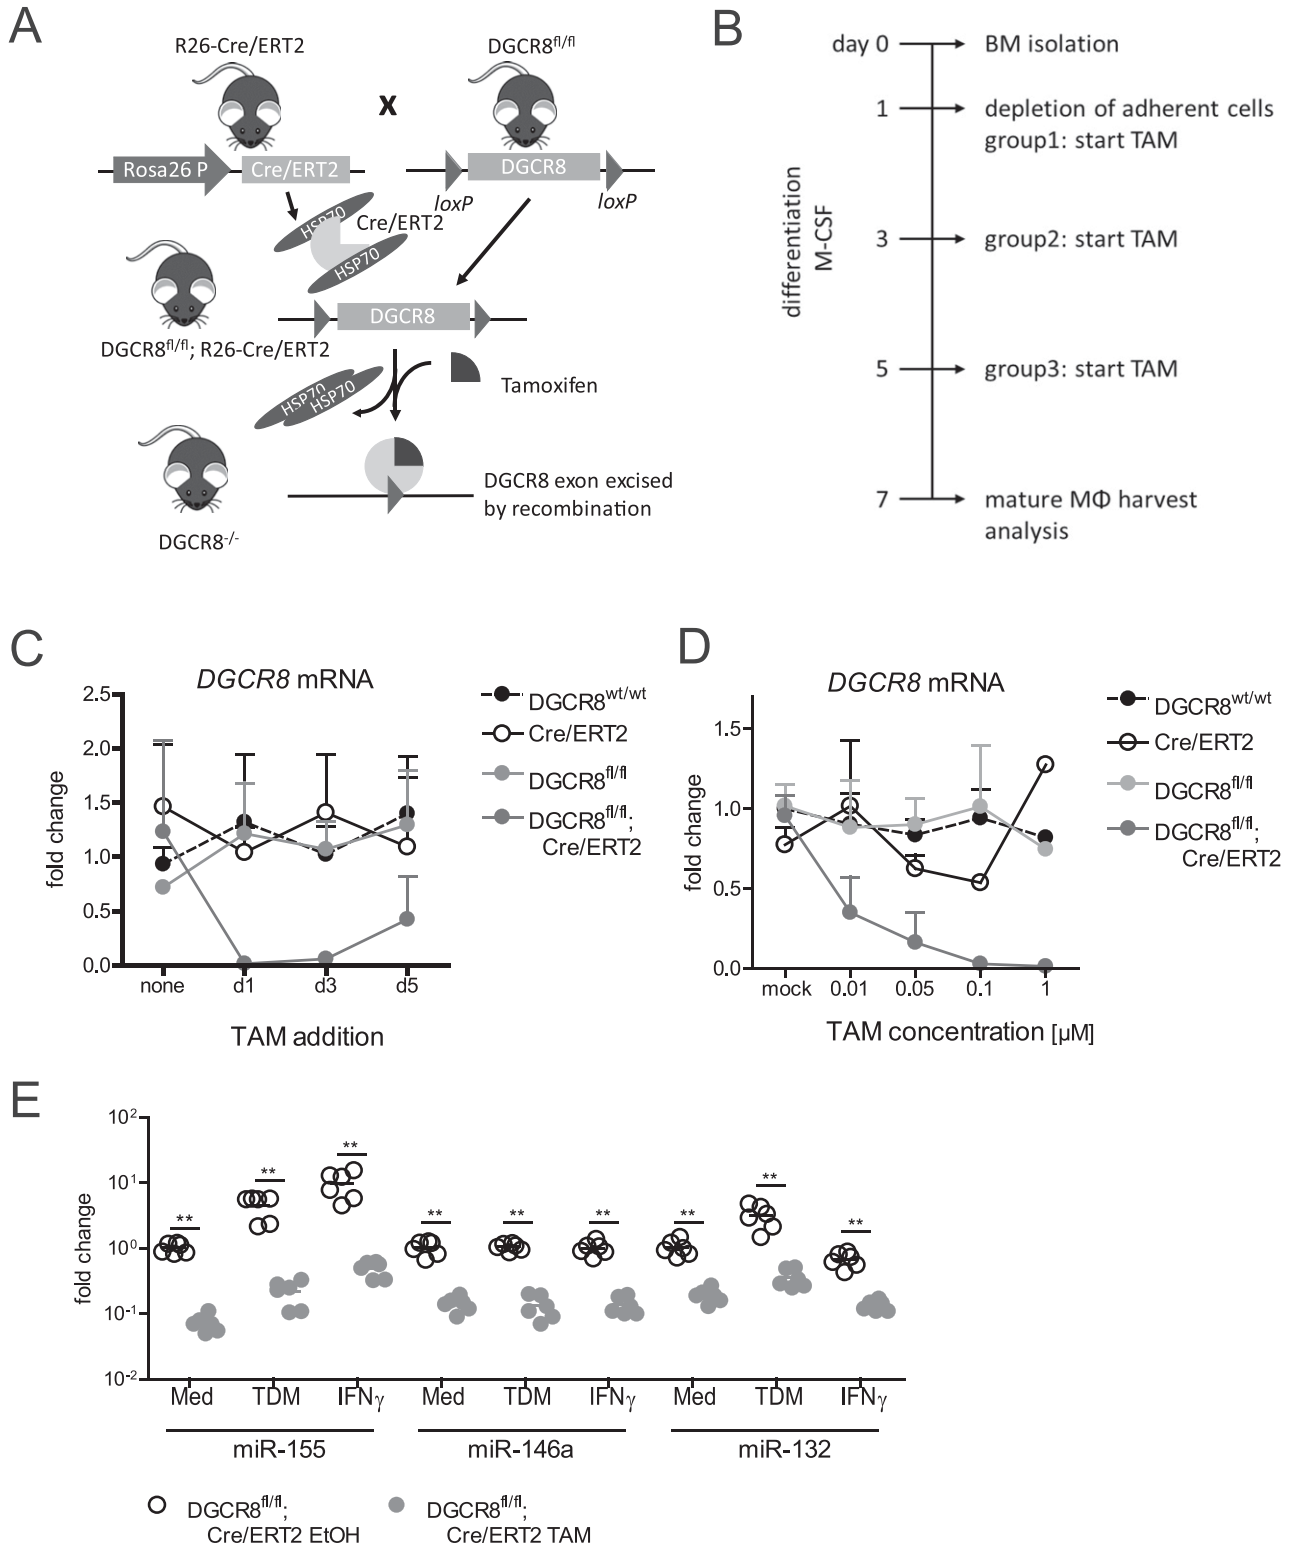 A
R26-Cre/ERT2
DGCR8fl/fl
x
Rosa26 P
Cre/ERT2
DGCR8
loxP
loxP
HSP70
Cre/ERT2
HSP70
DGCR8
DGCR8fl/fl; R26-Cre/ERT2
HSP70
HSP70
Tamoxifen
DGCR8 exon excised
by recombination
DGCR8-/-
B
differentiation
M-CSF
day 0
BM isolation
1
depletion of adherent cells
group1: start TAM
3
group2: start TAM
5
group3: start TAM
7
mature MΦ harvest
analysis
C
DGCR8 mRNA
fold change
2.5
2.0
1.5
1.0
0.5
0.0
none
d1
d3
d5
TAM addition
DGCR8wt/wt
Cre/ERT2
DGCR8fl/fl
DGCR8fl/fl;
Cre/ERT2
D
DGCR8 mRNA
fold change
1.5
1.0
0.5
0.0
mock
0.01
0.05
0.1
1
TAM concentration [µM]
DGCR8wt/wt
Cre/ERT2
DGCR8fl/fl
DGCR8fl/fl;
Cre/ERT2
E
fold change
10²
10¹
10⁰
10⁻¹
10⁻²
**
**
**
**
**
**
**
**
**
Med
TDM
IFNγ
Med
TDM
IFNγ
Med
TDM
IFNγ
miR-155
miR-146a
miR-132
DGCR8fl/fl;
Cre/ERT2 EtOH
DGCR8fl/fl;
Cre/ERT2 TAM